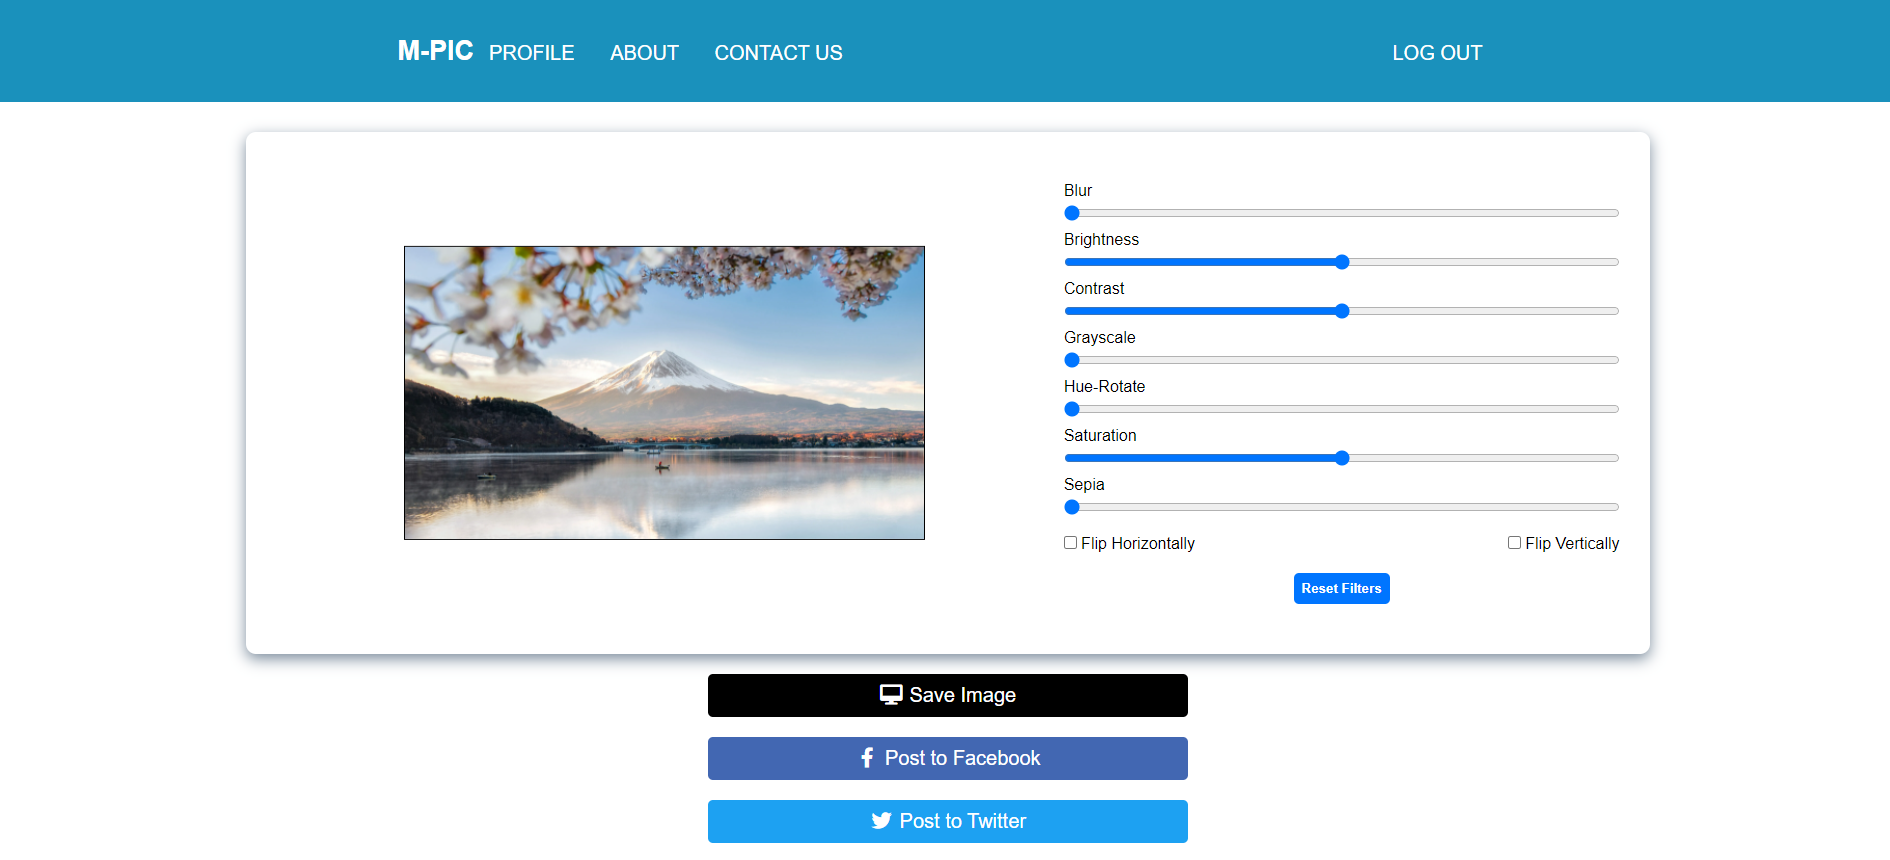 M-PIC PROFILE ABOUT CONTACT US LOG OUT
Blur
Brightness
Contrast
Grayscale
Hue-Rotate
Saturation
Sepia
Flip Horizontally Flip Vertically
Reset Filters
Save Image
Post to Facebook
Post to Twitter